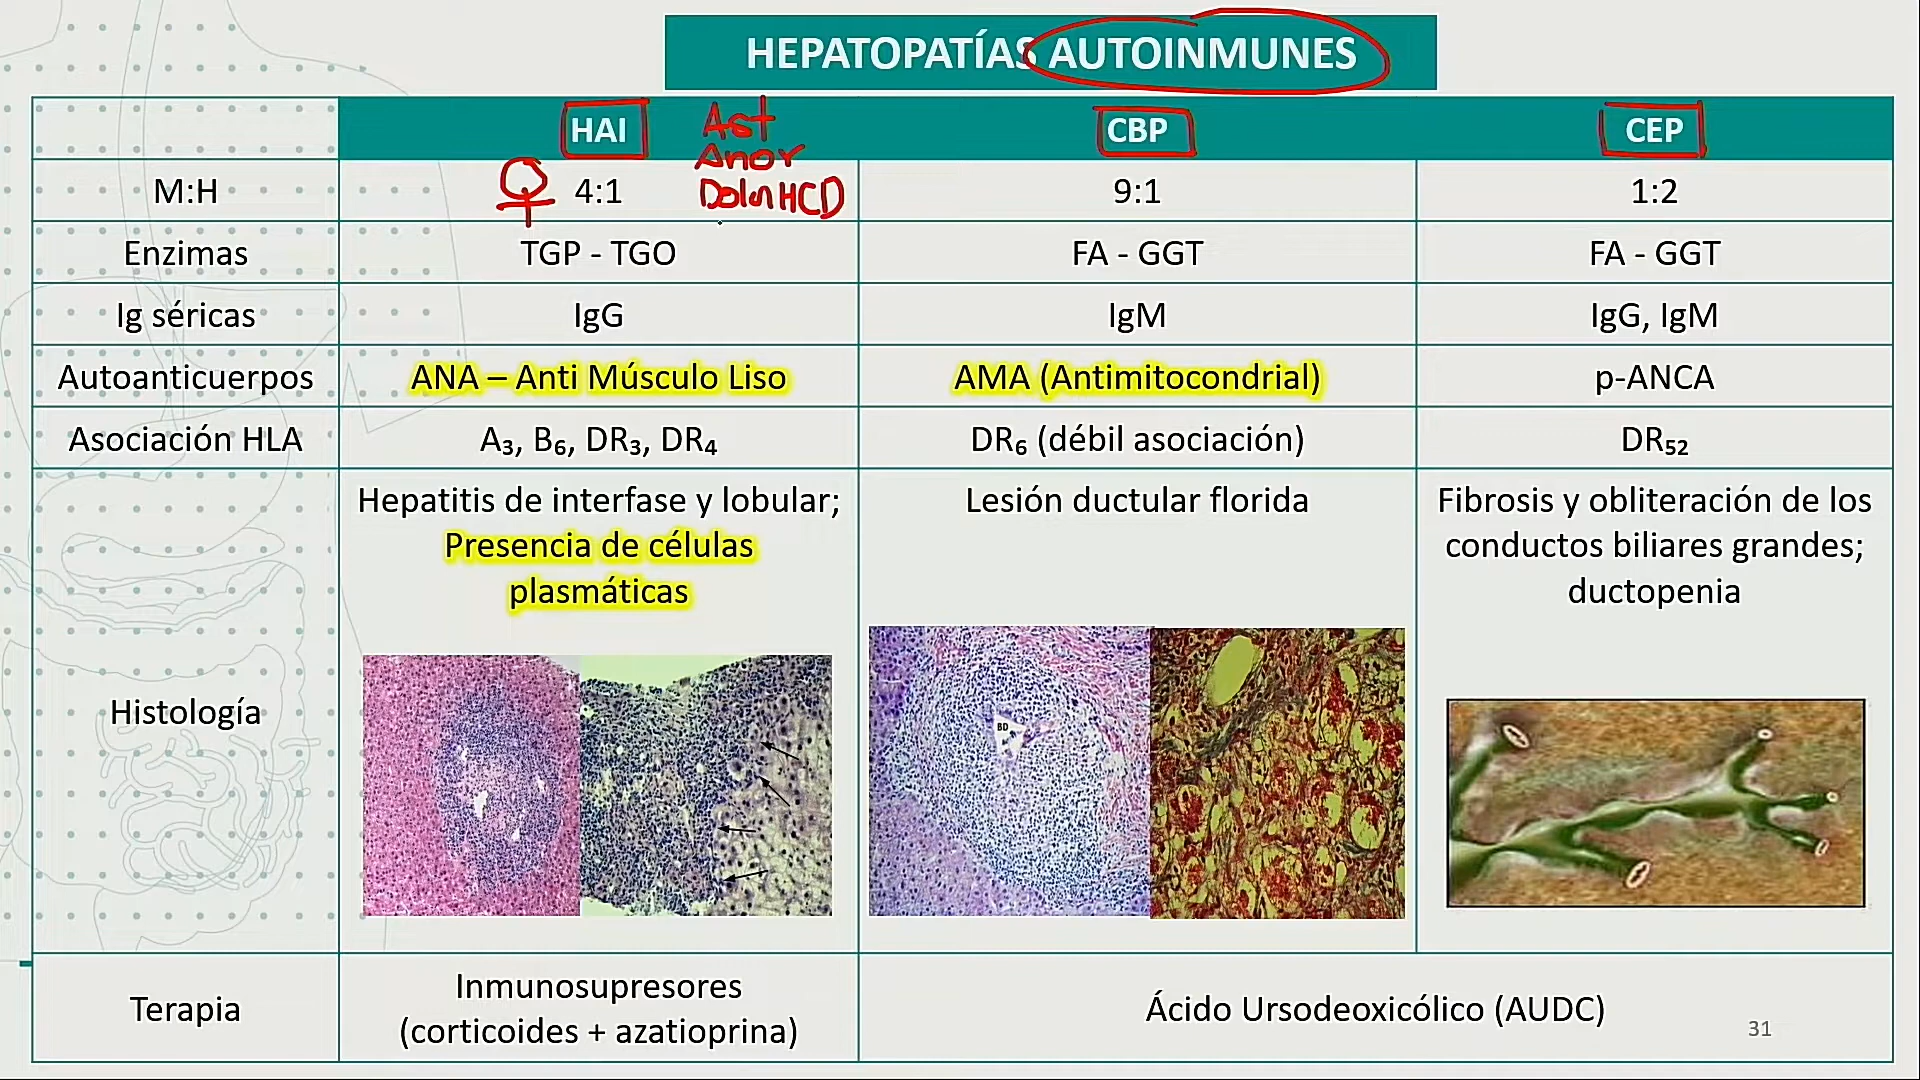 HEPATOPATÍAS AUTOINMUNES
HAI
Ast
Anor
Dolor HCD
CBP
CEP
M:H
4:1
9:1
1:2
Enzimas
TGP - TGO
FA - GGT
FA - GGT
Ig séricas
IgG
IgM
IgG, IgM
Autoanticuerpos
ANA – Anti Músculo Liso
AMA (Antimitocondrial)
p-ANCA
Asociación HLA
A₃, B₆, DR₃, DR₄
DR₆ (débil asociación)
DR₅₂
Histología
Hepatitis de interfase y lobular;
Presencia de células
plasmáticas
Lesión ductular florida
BD
Fibrosis y obliteración de los
conductos biliares grandes;
ductopenia
Terapia
Inmunosupresores
(corticoides + azatioprina)
Ácido Ursodeoxicólico (AUDC)
31